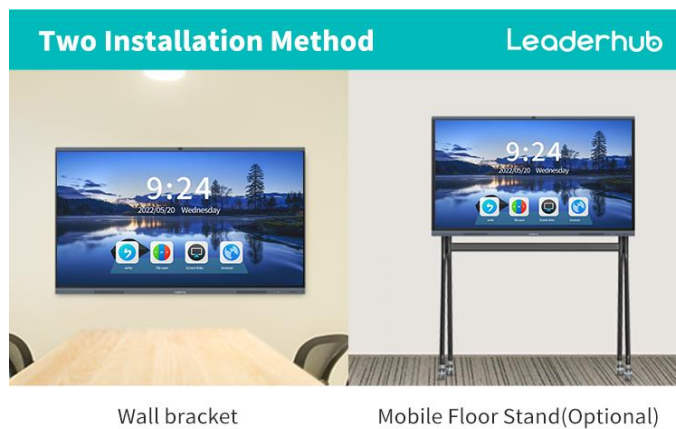 Two Installation Method
Leaderhub
9:24
2022/05/20 Wednesday
9:24
2022/05/20 Wednesday
Wall bracket
Mobile Floor Stand(Optional)